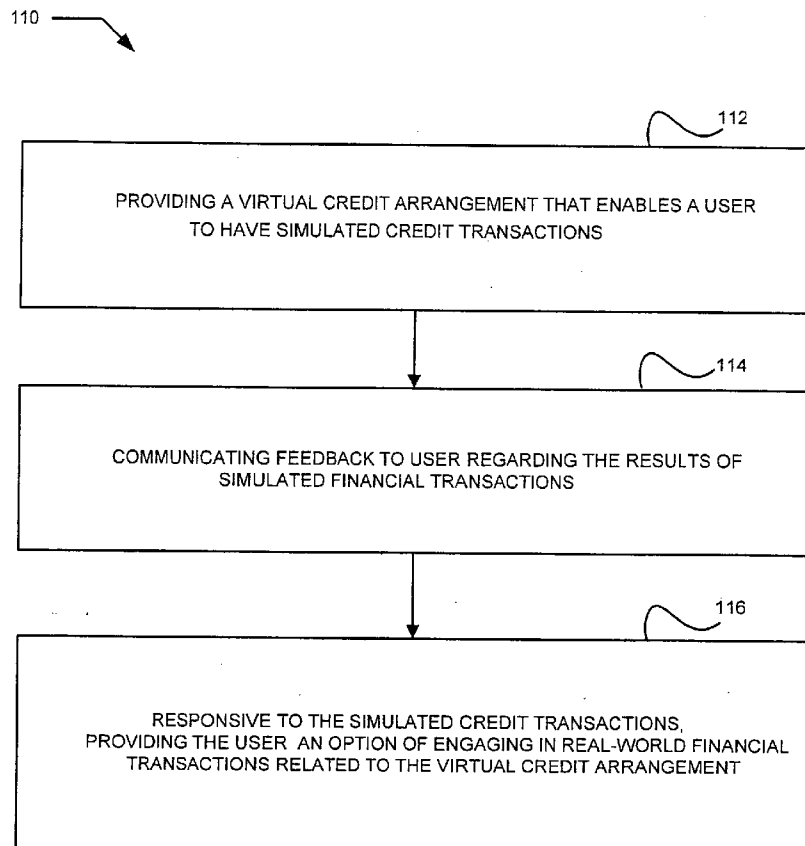 110
112
PROVIDING A VIRTUAL CREDIT ARRANGEMENT THAT ENABLES A USER
TO HAVE SIMULATED CREDIT TRANSACTIONS
114
COMMUNICATING FEEDBACK TO USER REGARDING THE RESULTS OF
SIMULATED FINANCIAL TRANSACTIONS
116
RESPONSIVE TO THE SIMULATED CREDIT TRANSACTIONS,
PROVIDING THE USER AN OPTION OF ENGAGING IN REAL-WORLD FINANCIAL
TRANSACTIONS RELATED TO THE VIRTUAL CREDIT ARRANGEMENT